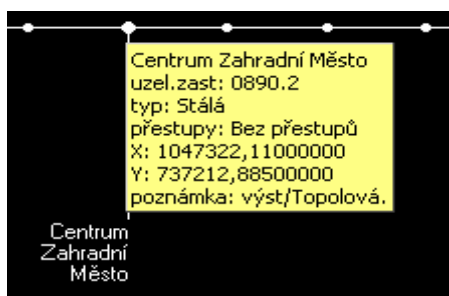 Centrum Zahradní Město
uzel.zast: 0890.2
typ: Stálá
přestupy: Bez přestupů
X: 1047322,11000000
Y: 737212,88500000
poznámka: výst/Topolová.
Centrum
Zahradní
Město